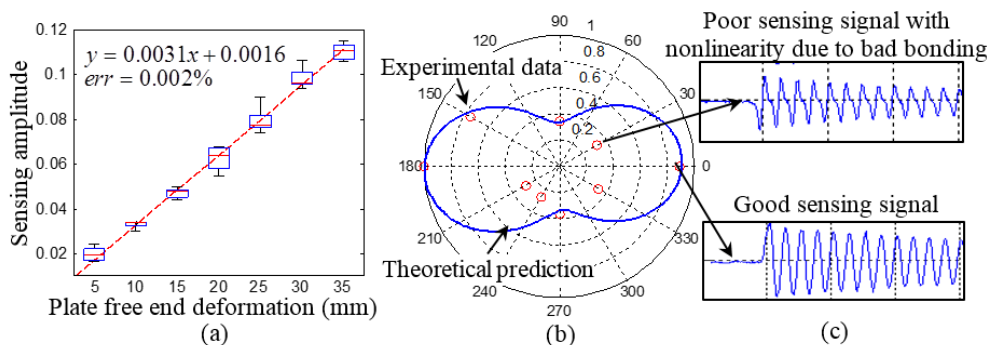 0.12
0.1
0.08
0.06
0.04
0.02
Sensing amplitude
y = 0.0031x + 0.0016
err = 0.002%
5 10 15 20 25 30 35
Plate free end deformation (mm)
(a)
90
1
120
60
0.8
0.6
150
30
0.4
0.2
180
0
210
330
240
300
270
Experimental data
Theoretical prediction
(b)
Poor sensing signal with
nonlinearity due to bad bonding
Good sensing signal
(c)